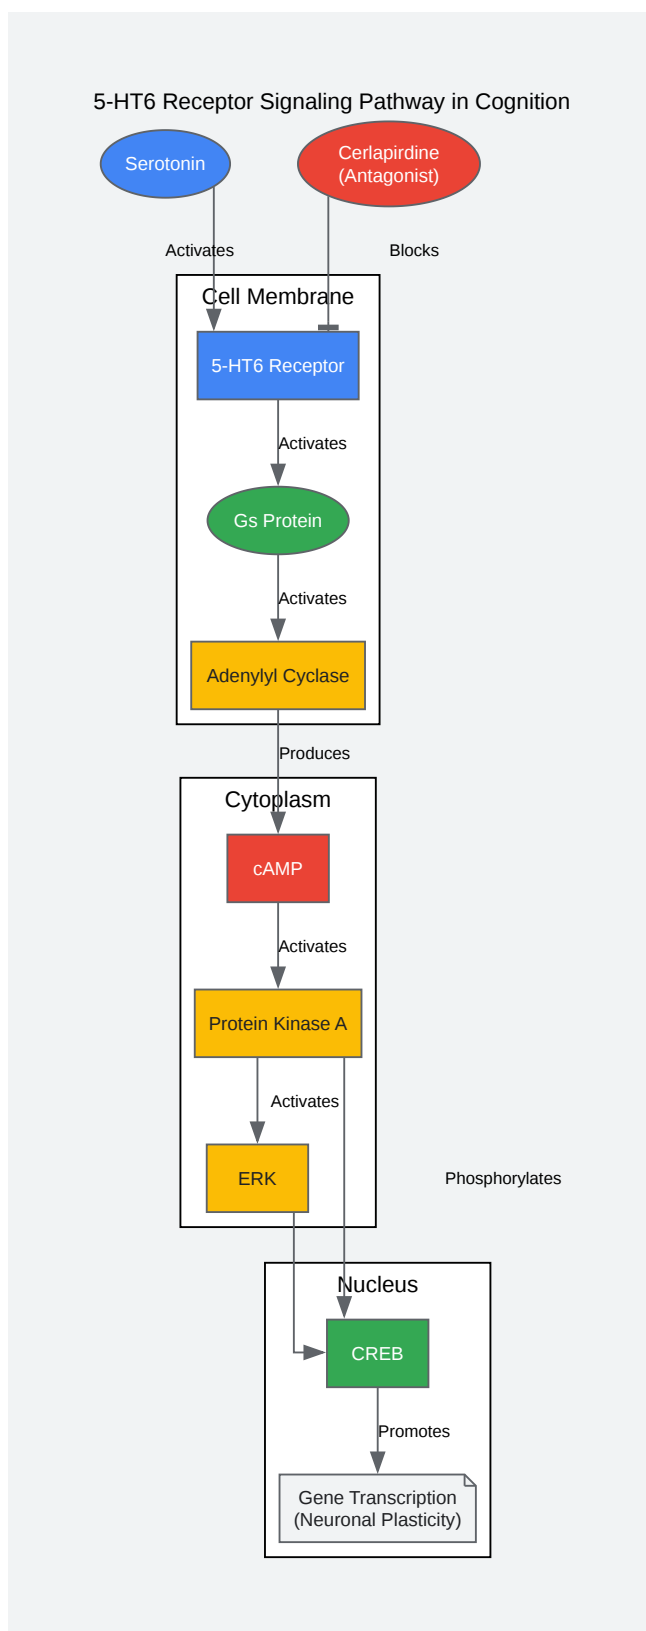 5-HT6 Receptor Signaling Pathway in Cognition
Serotonin
Cerlapirdine
(Antagonist)
Activates
Blocks
Cell Membrane
5-HT6 Receptor
Activates
Gs Protein
Activates
Adenylyl Cyclase
Produces
Cytoplasm
cAMP
Activates
Protein Kinase A
Activates
ERK
Phosphorylates
Nucleus
CREB
Promotes
Gene Transcription
(Neuronal Plasticity)